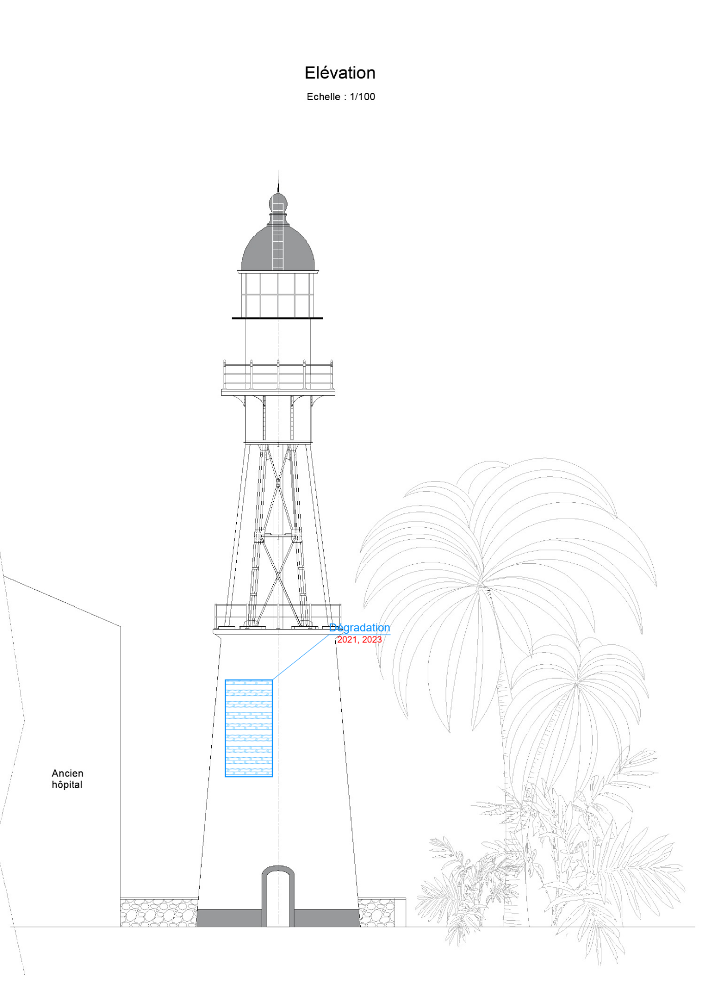 Elévation
Echelle : 1/100
Dégradation
2021, 2023
Ancien
hôpital